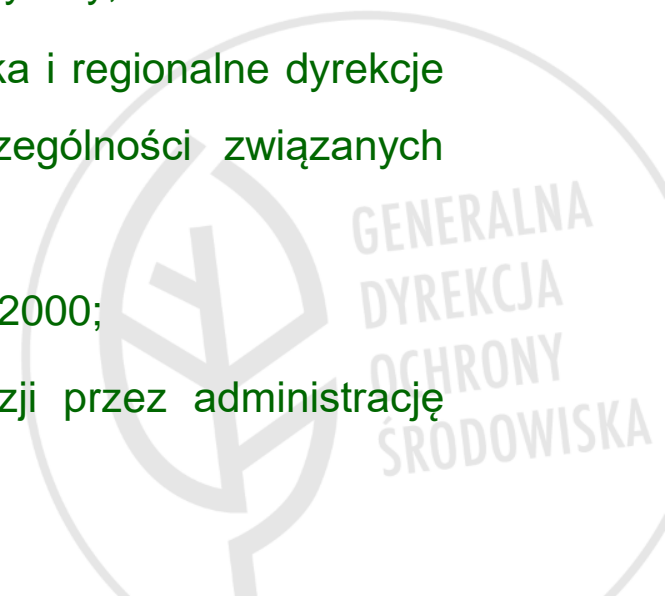 ka i regionalne dyrekcje
zególności związanych
2000;
zji przez administrację
GENERALNA
DYREKCJA
OCHRONY
ŚRODOWISKA